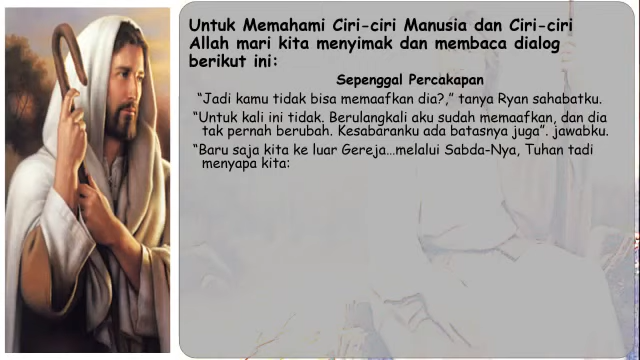 Untuk Memahami Ciri-ciri Manusia dan Ciri-ciri
Allah mari kita menyimak dan membaca dialog
berikut ini:
Sepenggal Percakapan
“Jadi kamu tidak bisa memaafkan dia?,” tanya Ryan sahabatku.
“Untuk kali ini tidak. Berulangkali aku sudah memaafkan, dan dia
tak pernah berubah. Kesabaranku ada batasnya juga”. jawabku.
“Baru saja kita ke luar Gereja…melalui Sabda-Nya, Tuhan tadi
menyapa kita: